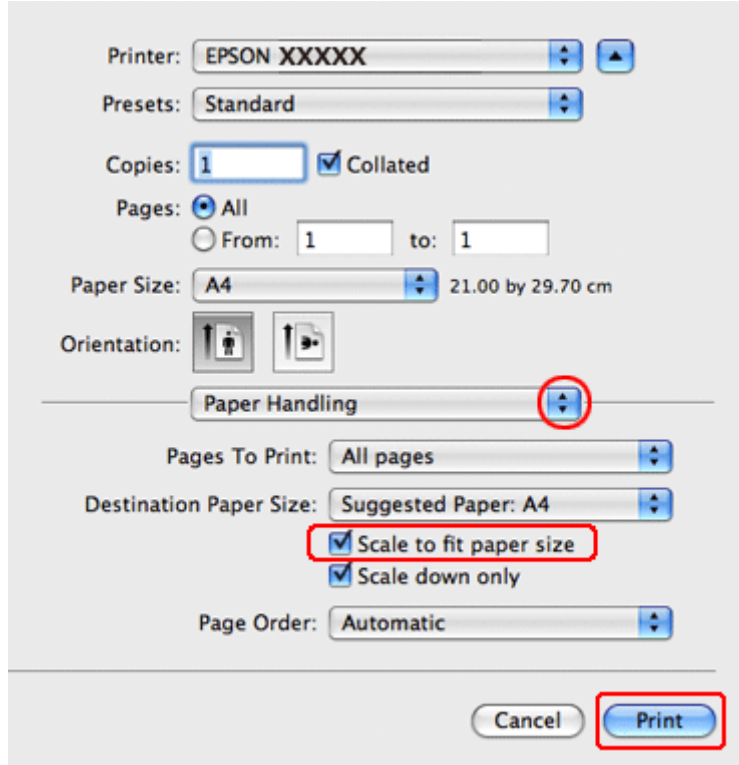 Printer: EPSON XXXXX
Presets: Standard
Copies: 1 Collated
Pages: All
From: 1 to: 1
Paper Size: A4 21.00 by 29.70 cm
Orientation:
Paper Handling
Pages To Print: All pages
Destination Paper Size: Suggested Paper: A4
Scale to fit paper size
Scale down only
Page Order: Automatic
Cancel Print